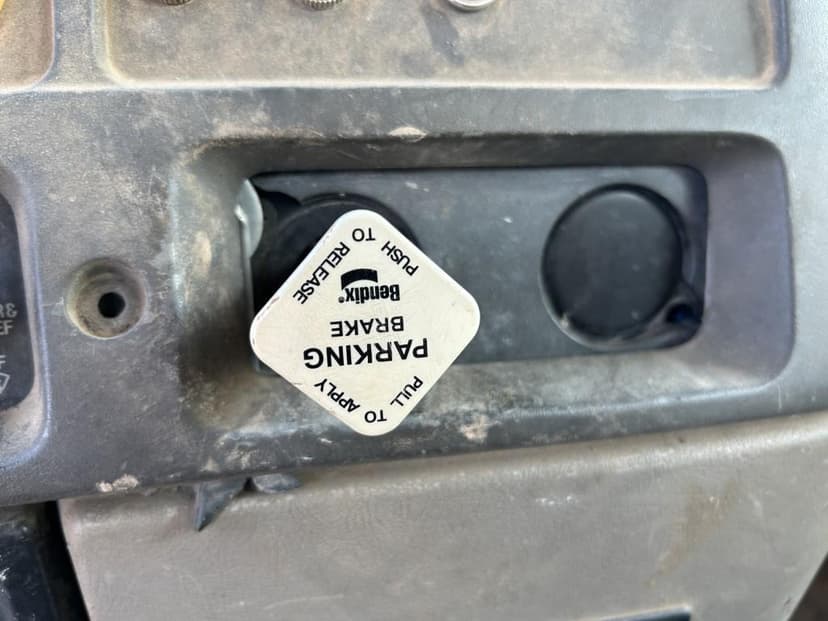 PULL TO APPLY
PARKING
BRAKE
Bendix®
PUSH TO RELEASE